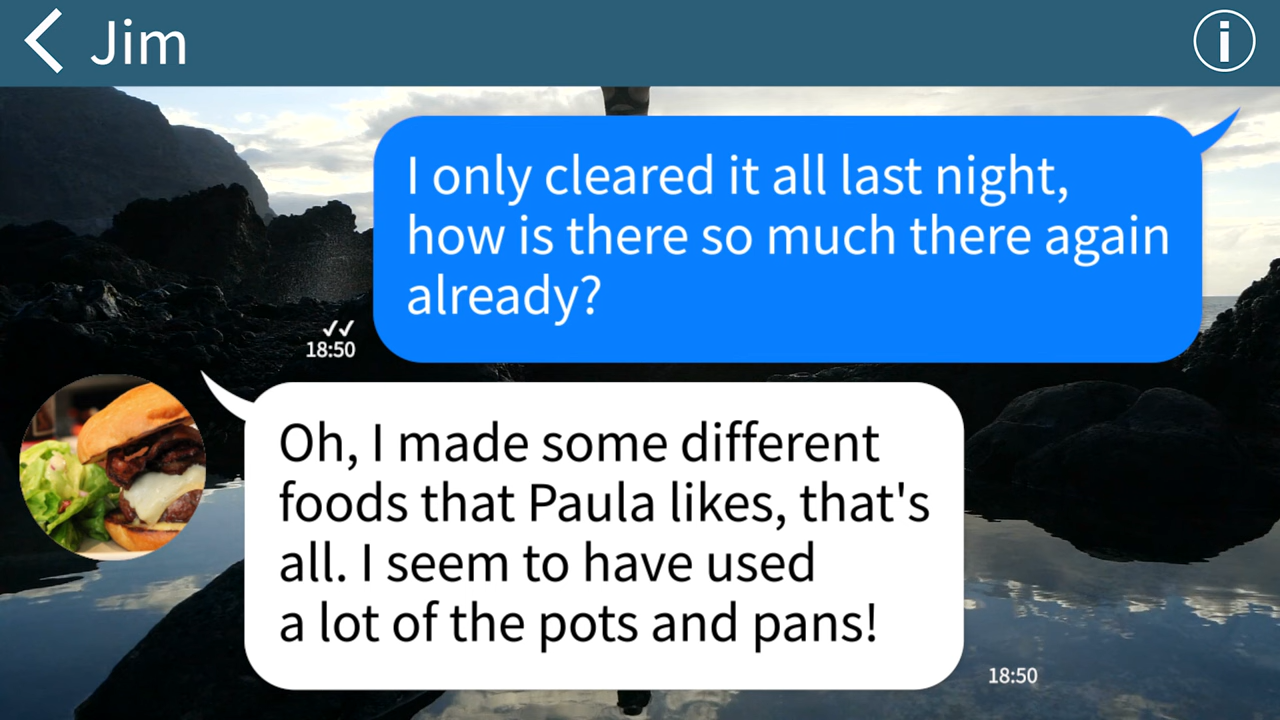 Jim
I only cleared it all last night,
how is there so much there again
already?
18:50
Oh, I made some different
foods that Paula likes, that's
all. I seem to have used
a lot of the pots and pans!
18:50